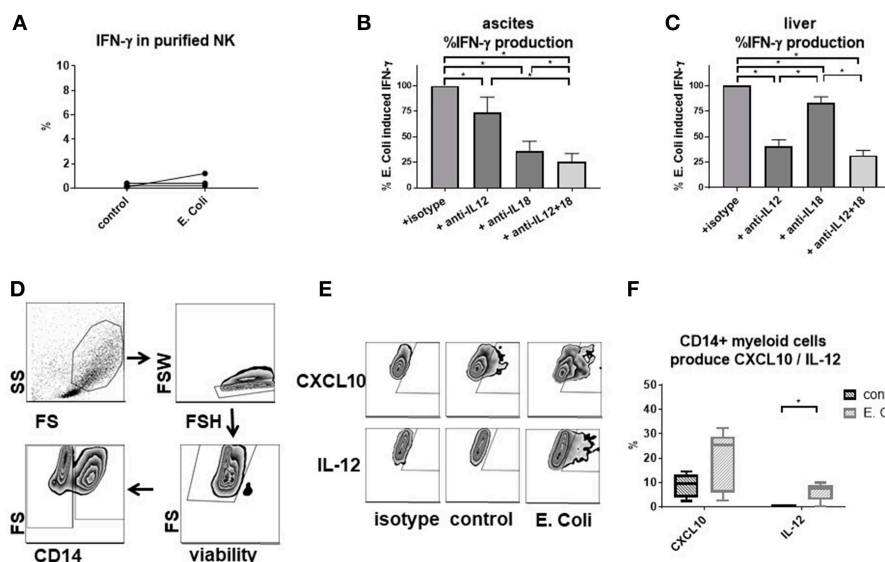 A
IFN-γ in purified NK
%
10
8
6
4
2
0
control
E. Coli
B
ascites
%IFN-γ production
* 
* *
* *
% E. Coli induced IFN-γ
100
75
50
25
0
+isotype
+ anti-IL12
+ anti-IL18
+ anti-IL12+18
C
liver
%IFN-γ production
*
*
* * *
% E. Coli induced IFN-γ
100
75
50
25
0
+isotype
+ anti-IL12
+ anti-IL18
+ anti-IL12+18
D
SS
FS
FSW
FSH
FS
CD14
FS
viability
E
CXCL10
IL-12
isotype control E. Coli
F
CD14+ myeloid cells
produce CXCL10 / IL-12
%
50
40
30
20
10
0
*
CXCL10
IL-12
con
E. C